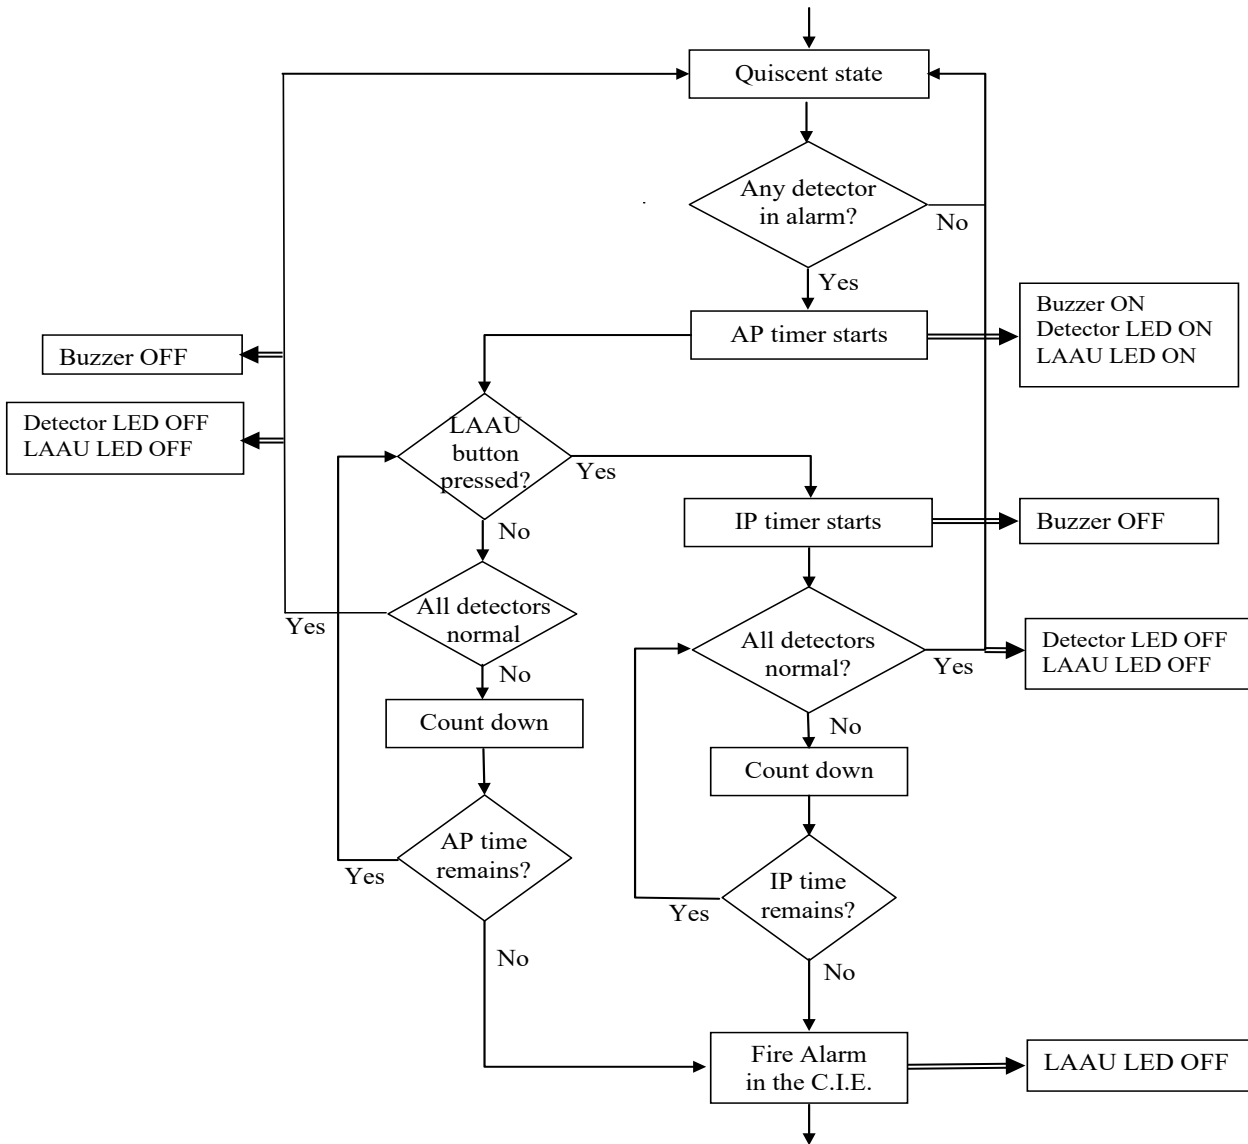 Quiscent state
Any detector
in alarm?
No
Yes
Buzzer ON
Detector LED ON
LAAU LED ON
AP timer starts
Buzzer OFF
Detector LED OFF
LAAU LED OFF
LAAU
button
pressed?
Yes
No
IP timer starts
Buzzer OFF
All detectors
normal
Yes
No
All detectors
normal?
Yes
No
Detector LED OFF
LAAU LED OFF
Count down
Count down
AP time
remains?
Yes
No
IP time
remains?
Yes
No
Fire Alarm
in the C.I.E.
LAAU LED OFF